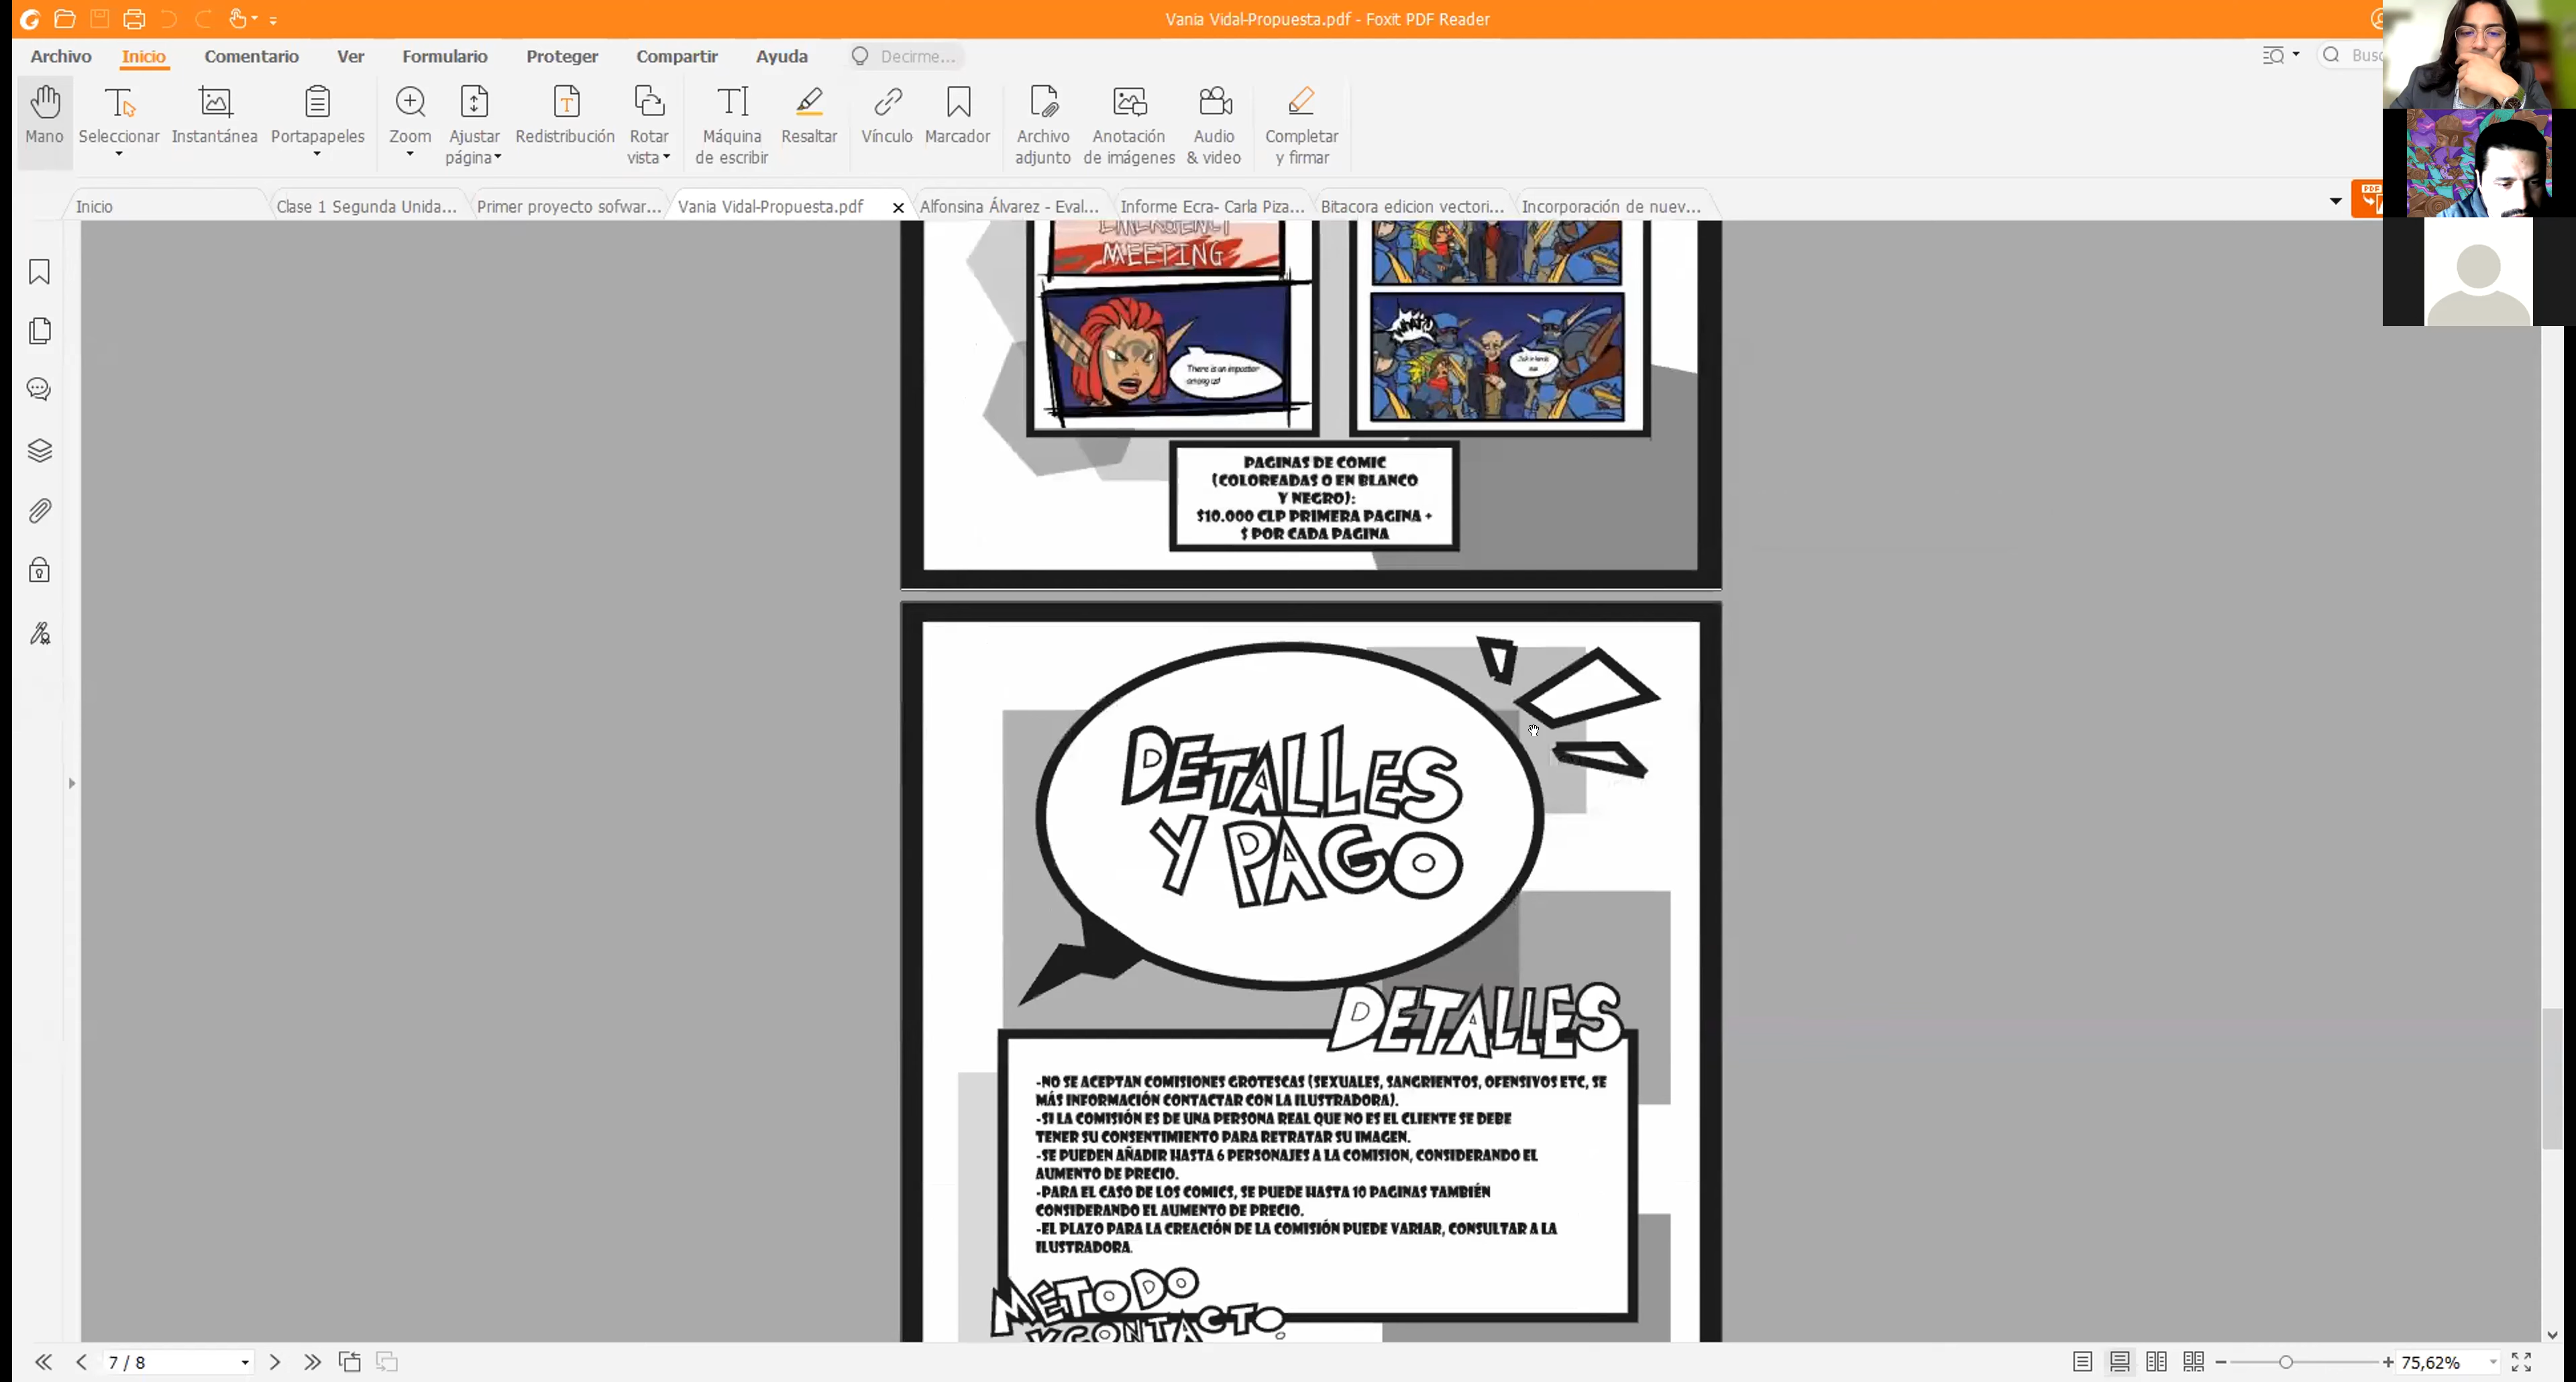 Vania Vidal-Propuesta.pdf - Foxit PDF Reader
Archivo Inicio Comentario Ver Formulario Proteger Compartir Ayuda Decirme...
Mano Seleccionar Instantánea Portapapeles Zoom Ajustar página Redistribución Rotar vista Máquina de escribir Resaltar Vínculo Marcador Archivo adjunto Anotación de imágenes Audio & video Completar y firmar
Inicio Clase 1 Segunda Unida... Primer proyecto sofwar... Vania Vidal-Propuesta.pdf Alfonsina Álvarez - Eval... Informe Ecra- Carla Piza... Bitacora edicion vectori... Incorporación de nuev...
EMERGENCY
MEETING
There is an impostor
among us!
WHAT?
PAGINAS DE COMIC
(COLOREADAS O EN BLANCO
Y NEGRO):
$10.000 CLP PRIMERA PAGINA +
$ POR CADA PAGINA
DETALLES
Y PAGO
DETALLES
-NO SE ACEPTAN COMISIONES GROTESCAS (SEXUALES, SANGRIENTOS, OFENSIVOS ETC, SE
MÁS INFORMACIÓN CONTACTAR CON LA ILUSTRADORA).
-SI LA COMISIÓN ES DE UNA PERSONA REAL QUE NO ES EL CLIENTE SE DEBE
TENER SU CONSENTIMIENTO PARA RETRATAR SU IMAGEN.
-SE PUEDEN AÑADIR HASTA 6 PERSONAJES A LA COMISION, CONSIDERANDO EL
AUMENTO DE PRECIO.
-PARA EL CASO DE LOS COMICS, SE PUEDE HASTA 10 PAGINAS TAMBIÉN
CONSIDERANDO EL AUMENTO DE PRECIO.
-EL PLAZO PARA LA CREACIÓN DE LA COMISIÓN PUEDE VARIAR, CONSULTAR A LA
ILUSTRADORA.
METODO
Y CONTACTO
7 / 8
75,62%